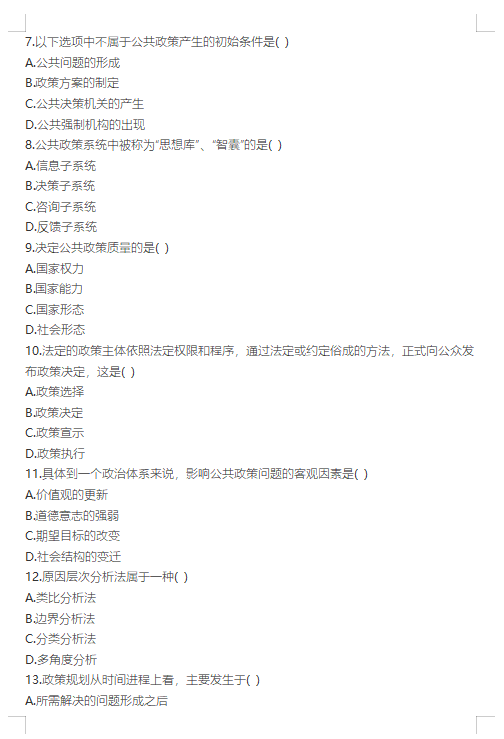 7.以下选项中不属于公共政策产生的初始条件是(  )
A.公共问题的形成
B.政策方案的制定
C.公共决策机关的产生
D.公共强制机构的出现
8.公共政策系统中被称为“思想库”、“智囊”的是(  )
A.信息子系统
B.决策子系统
C.咨询子系统
D.反馈子系统
9.决定公共政策质量的是(  )
A.国家权力
B.国家能力
C.国家形态
D.社会形态
10.法定的政策主体依照法定权限和程序，通过法定或约定俗成的方法，正式向公众发
布政策决定，这是(  )
A.政策选择
B.政策决定
C.政策宣示
D.政策执行
11.具体到一个政治体系来说，影响公共政策问题的客观因素是(  )
A.价值观的更新
B.道德意志的强弱
C.期望目标的改变
D.社会结构的变迁
12.原因层次分析法属于一种(  )
A.类比分析法
B.边界分析法
C.分类分析法
D.多角度分析
13.政策规划从时间进程上看，主要发生于(  )
A.所需解决的问题形成之后